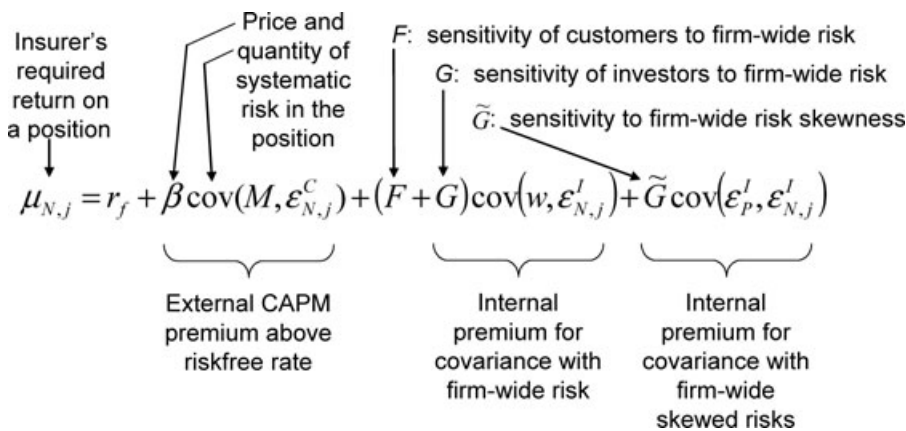 Insurer's
required
return on
a position
Price and
quantity of
systematic
risk in the
position
F: sensitivity of customers to firm-wide risk
G: sensitivity of investors to firm-wide risk
G̃: sensitivity to firm-wide risk skewness
μ_{N,j} = r_f + β cov(M, ε^C_{N,j}) + (F + G) cov(w, ε^I_{N,j}) + G̃ cov(ε^I_P, ε^I_{N,j})
External CAPM
premium above
riskfree rate
Internal
premium for
covariance with
firm-wide risk
Internal
premium for
covariance with
firm-wide
skewed risks